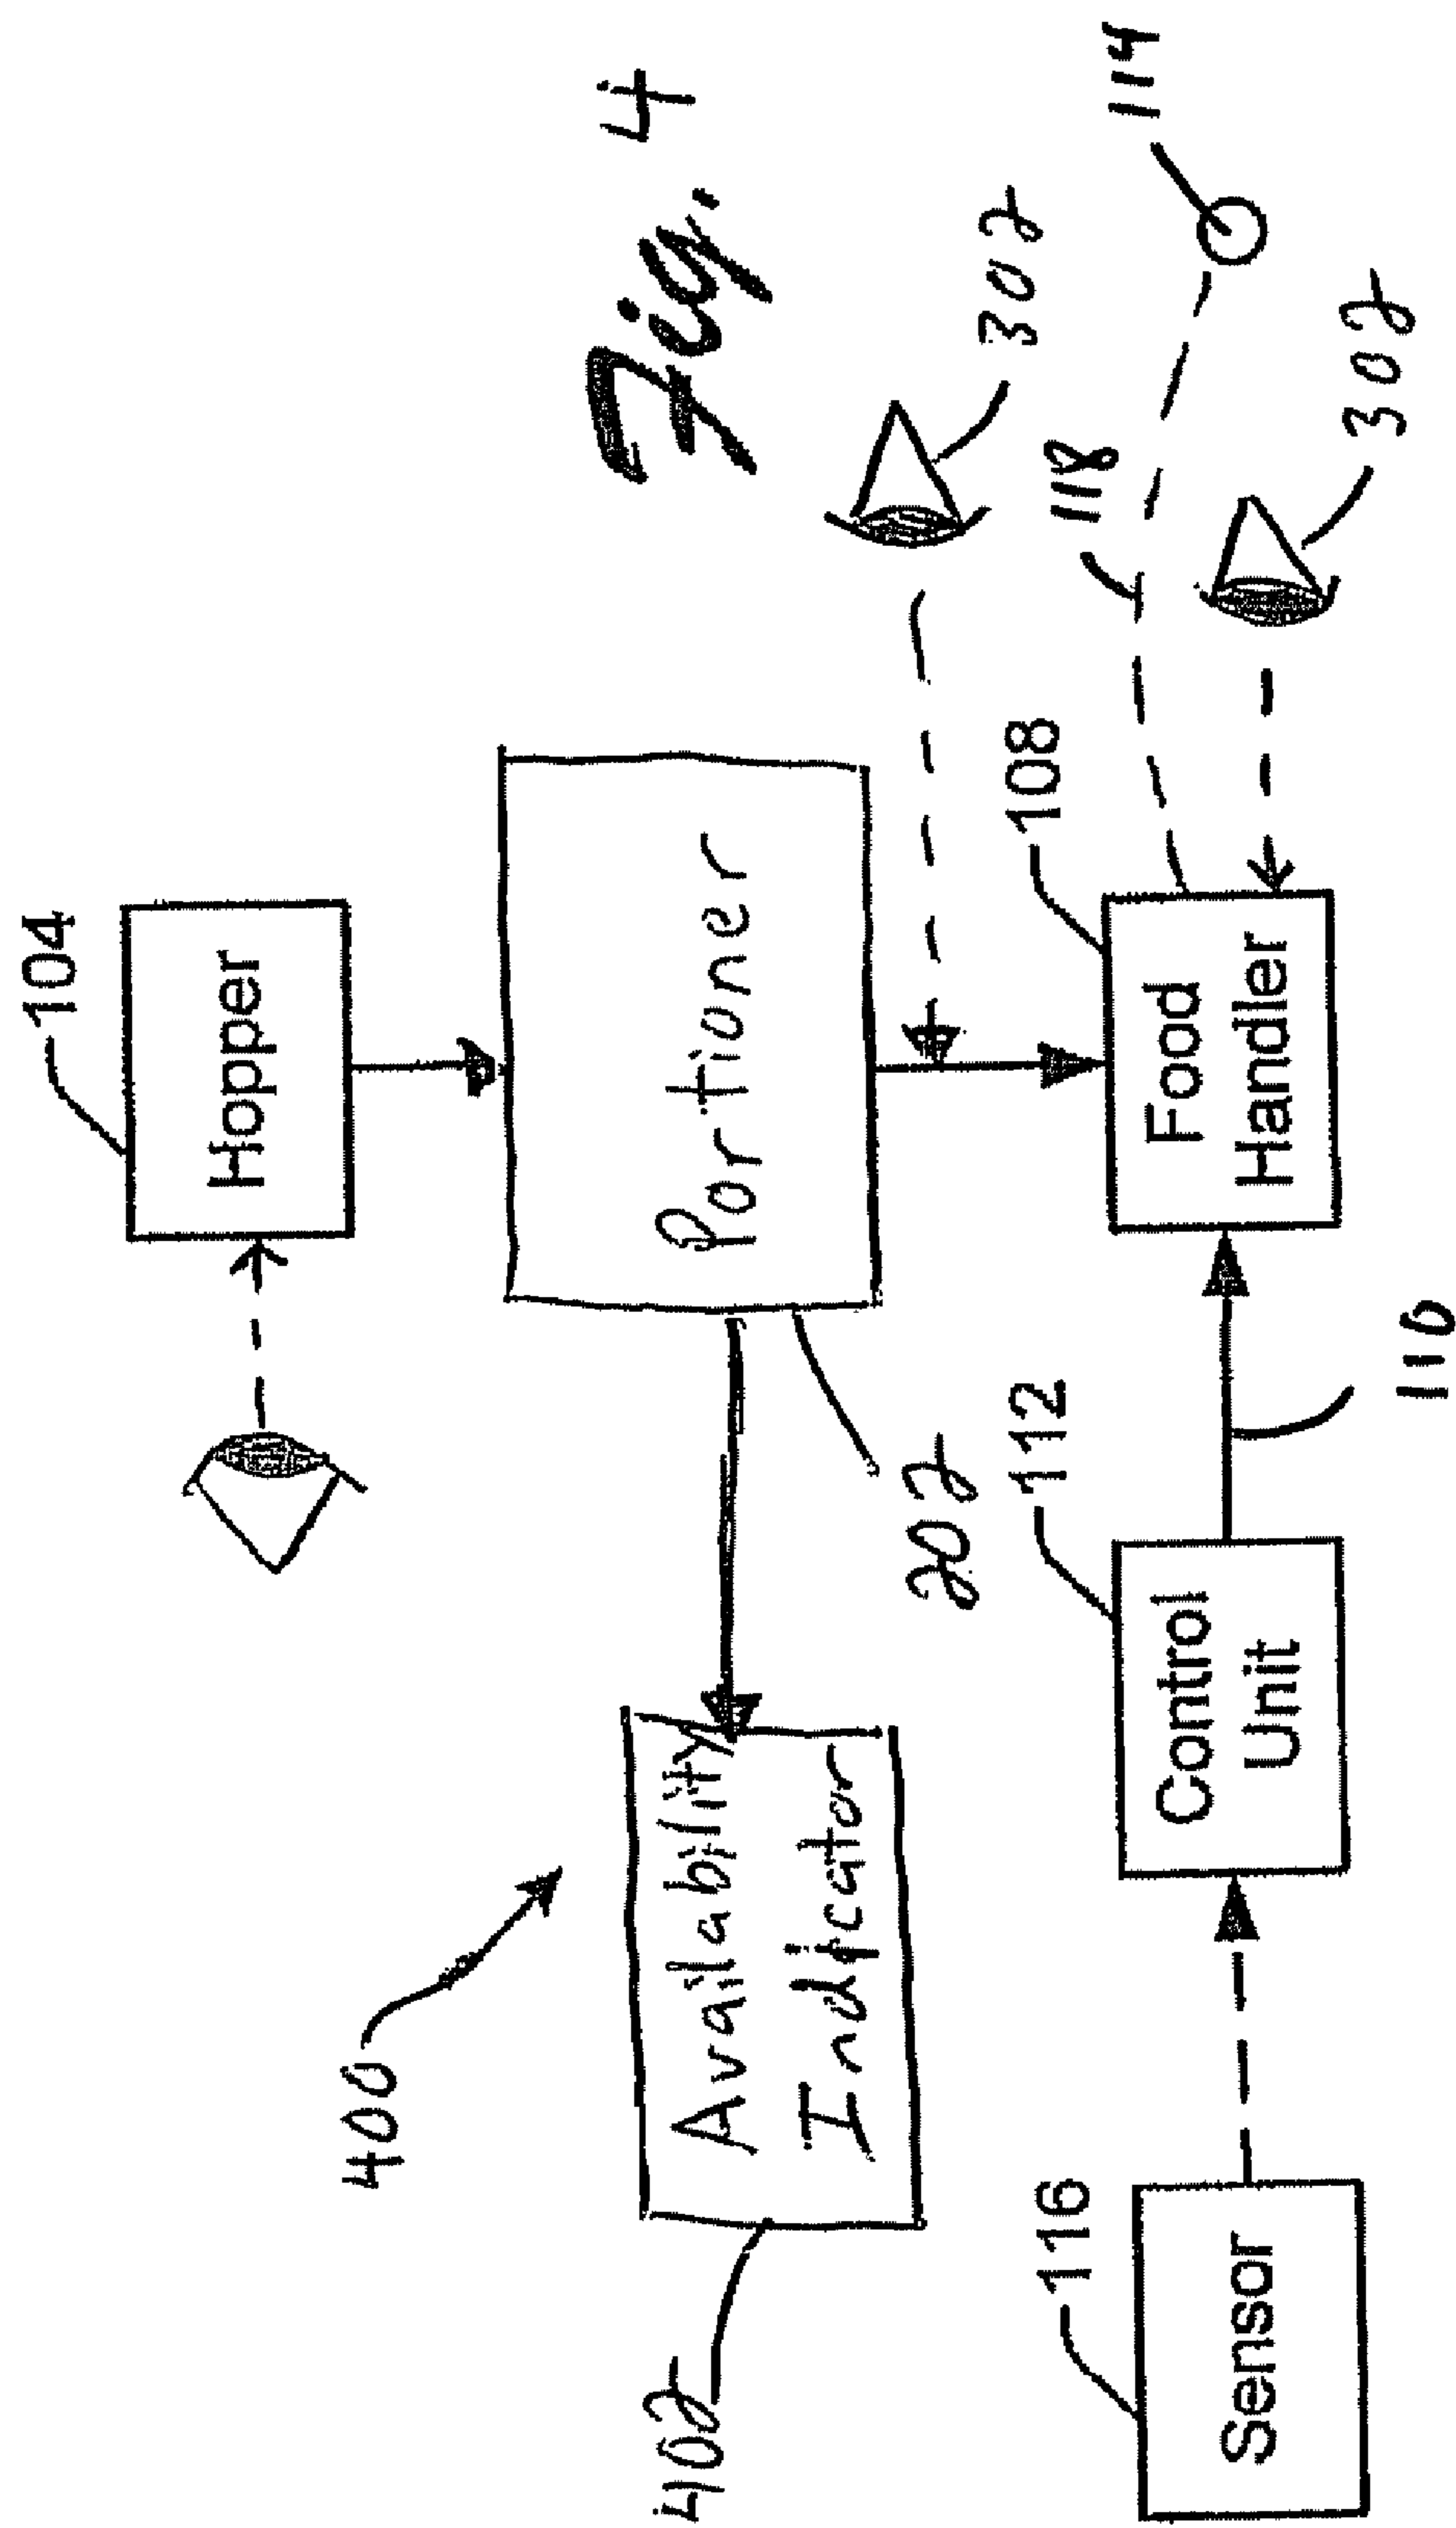 104
Hopper
400
Fig. 4
402
Availability
Indicator
Portioner
202
302
116
112
108
118
114
Sensor
Control
Unit
Food
Handler
302
110